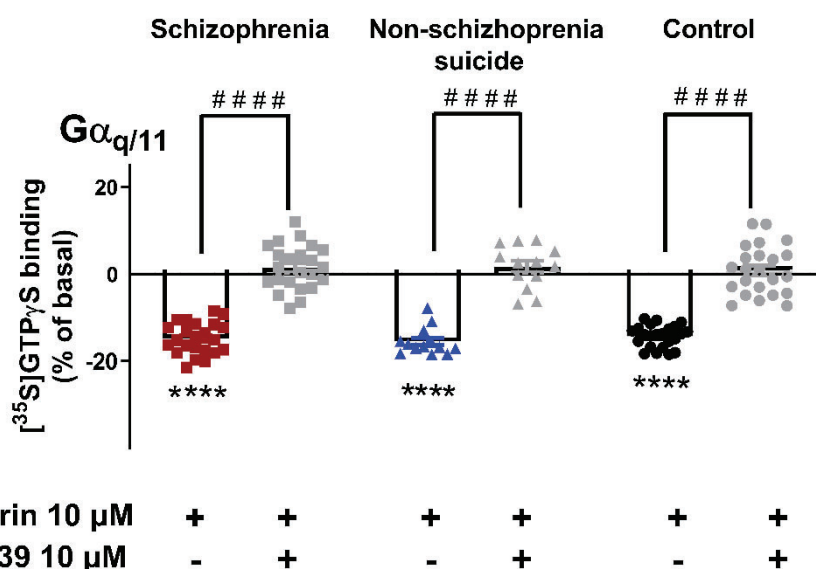 Schizophrenia Non-schizhoprenia suicide Control
#### #### ####
Gαq/11
[³⁵S]GTPγS binding (% of basal)
20
0
-20
**** **** ****
rin 10 µM + + + + + +
39 10 µM - + - + - +